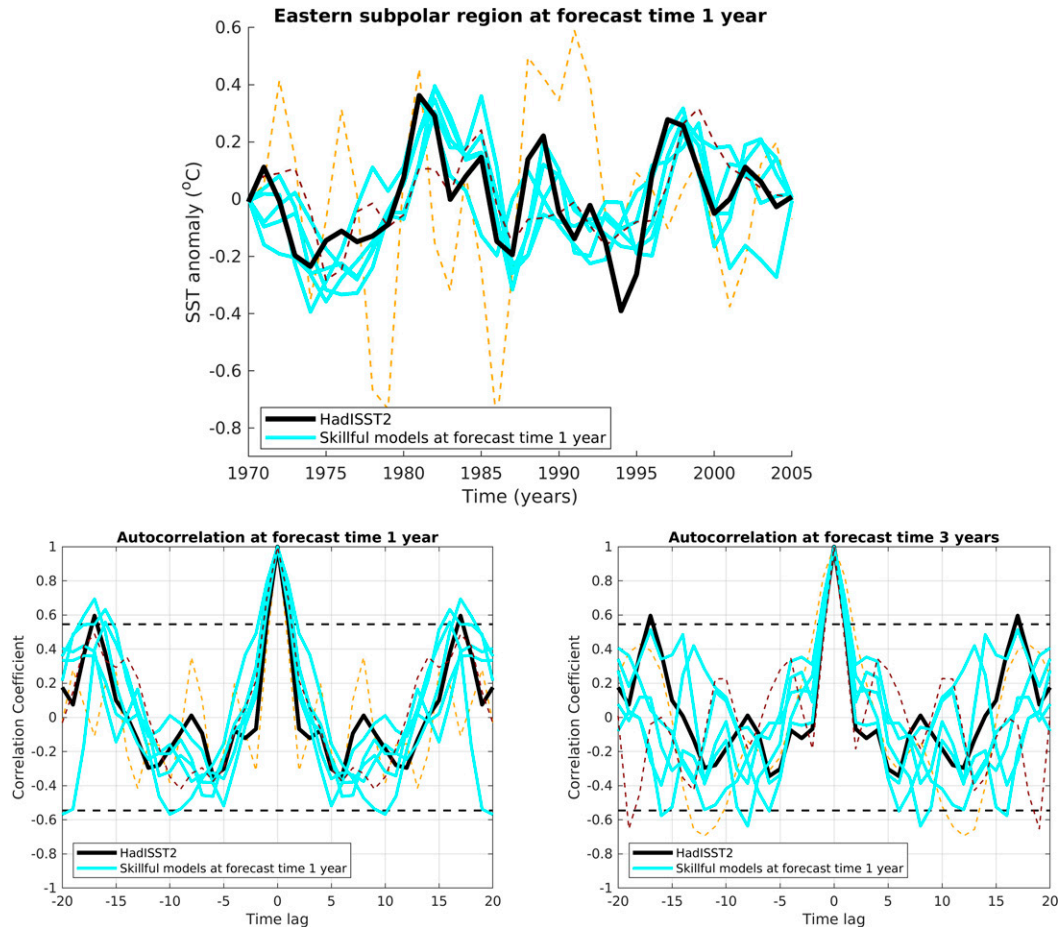 Eastern subpolar region at forecast time 1 year
0.6
0.4
0.2
0
-0.2
-0.4
-0.6
-0.8
SST anomaly (°C)
HadISST2
Skillful models at forecast time 1 year
1970 1975 1980 1985 1990 1995 2000 2005
Time (years)
Autocorrelation at forecast time 1 year
1
0.8
0.6
0.4
0.2
0
-0.2
-0.4
-0.6
-0.8
-1
Correlation Coefficient
HadISST2
Skillful models at forecast time 1 year
-20 -15 -10 -5 0 5 10 15 20
Time lag
Autocorrelation at forecast time 3 years
1
0.8
0.6
0.4
0.2
0
-0.2
-0.4
-0.6
-0.8
-1
Correlation Coefficient
HadISST2
Skillful models at forecast time 1 year
-20 -15 -10 -5 0 5 10 15 20
Time lag